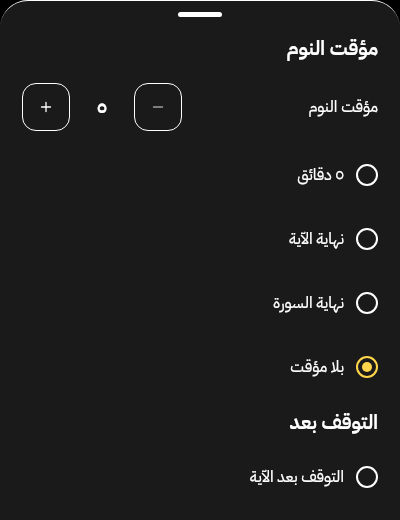 مؤقت النوم
مؤقت النوم − ٥ +
٥ دقائق
نهاية الآية
نهاية السورة
بلا مؤقت
التوقف بعد
التوقف بعد الآية